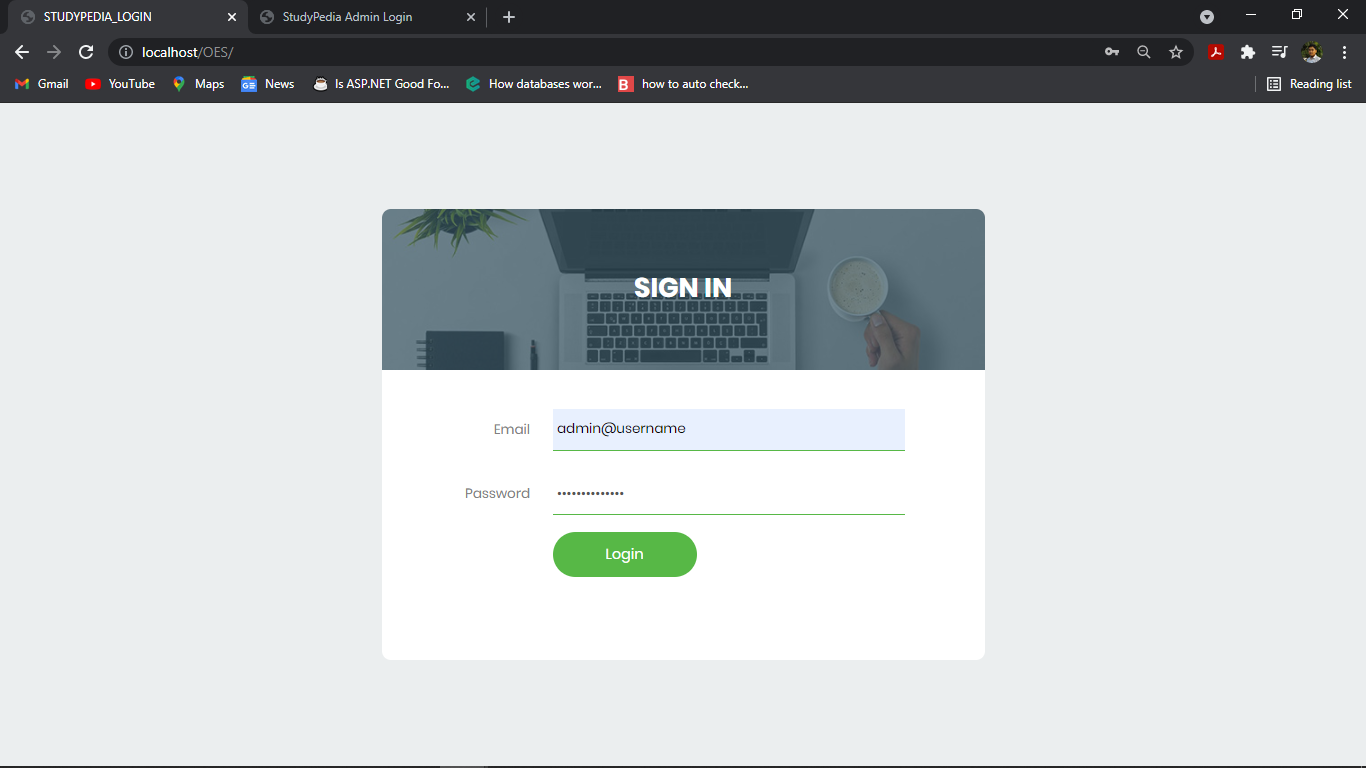 STUDYPEDIA_LOGIN
StudyPedia Admin Login
localhost/OES/
Gmail
YouTube
Maps
News
Is ASP.NET Good Fo...
How databases wor...
B
how to auto check...
Reading list
SIGN IN
Email
admin@username
Password
••••••••••••••
Login